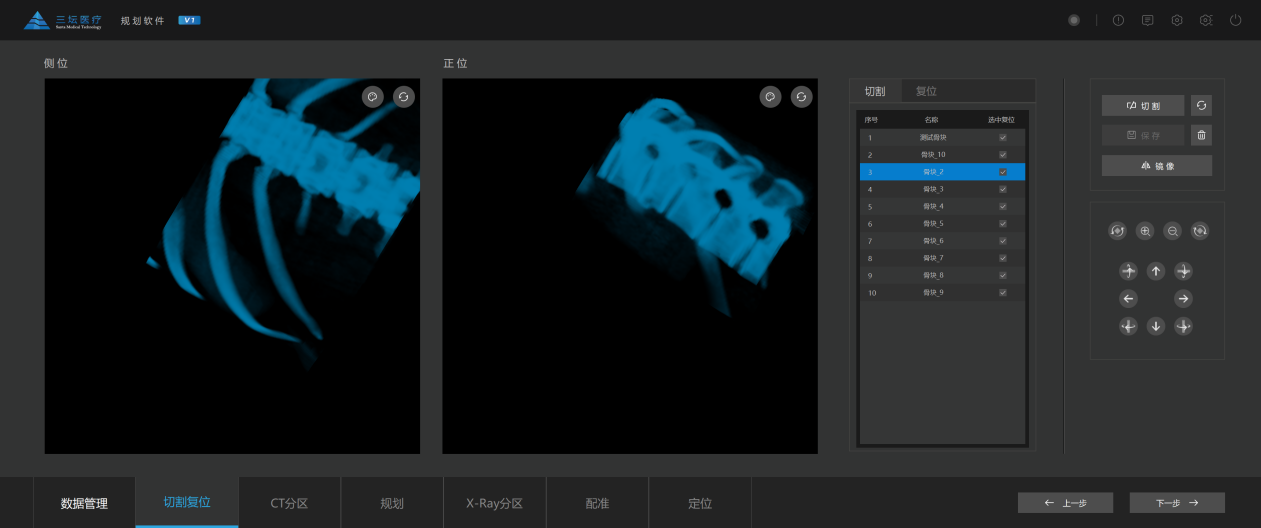 三坛医疗
Santa Medical Technology
规划软件
V1
侧位
正位
切割 复位
序号 名称 选中复位
1 测试骨块
2 骨块_10
3 骨块_2
4 骨块_3
5 骨块_4
6 骨块_5
7 骨块_6
8 骨块_7
9 骨块_8
10 骨块_9
切割
保存
镜像
数据管理 切割复位 CT分区 规划 X-Ray分区 配准 定位
上一步 下一步